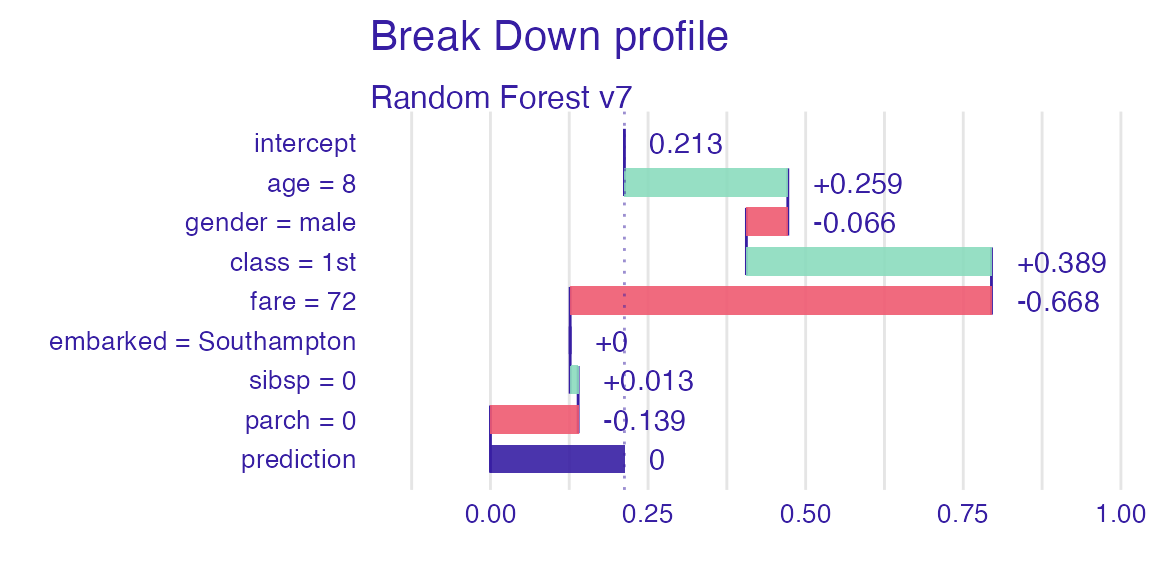 Break Down profile
Random Forest v7
intercept 0.213
age = 8 +0.259
gender = male -0.066
class = 1st +0.389
fare = 72 -0.668
embarked = Southampton +0
sibsp = 0 +0.013
parch = 0 -0.139
prediction 0
0.00 0.25 0.50 0.75 1.00